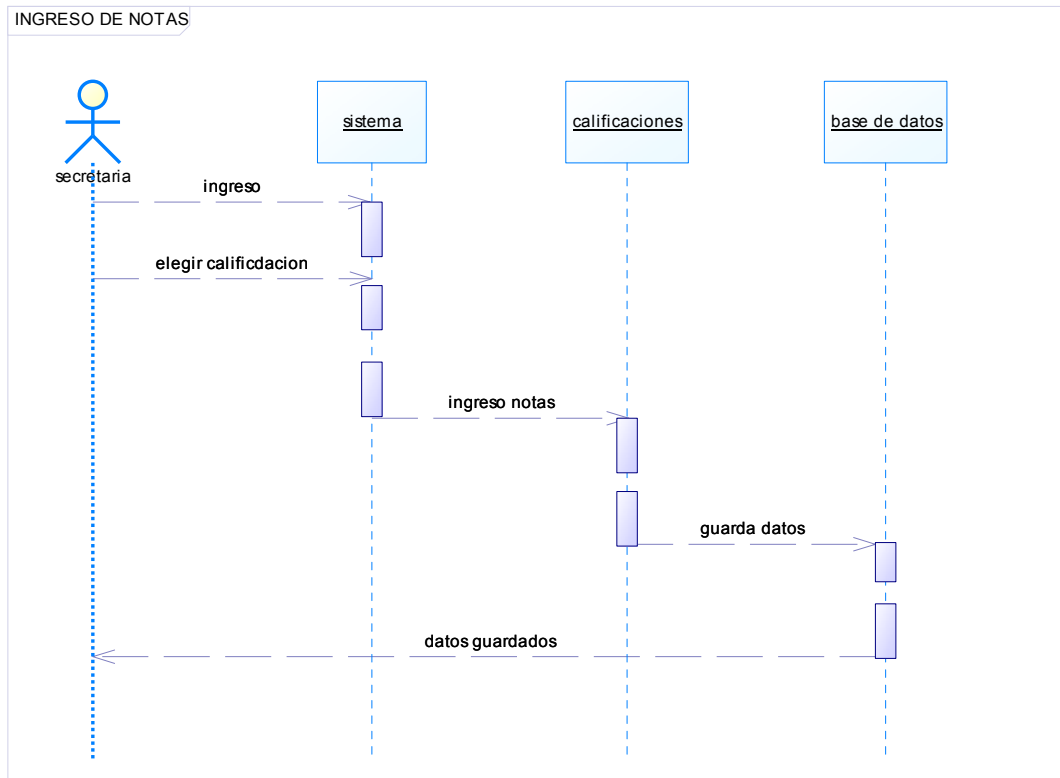 INGRESO DE NOTAS
secretaria
sistema
calificaciones
base de datos
ingreso
elegir calificdacion
ingreso notas
guarda datos
datos guardados